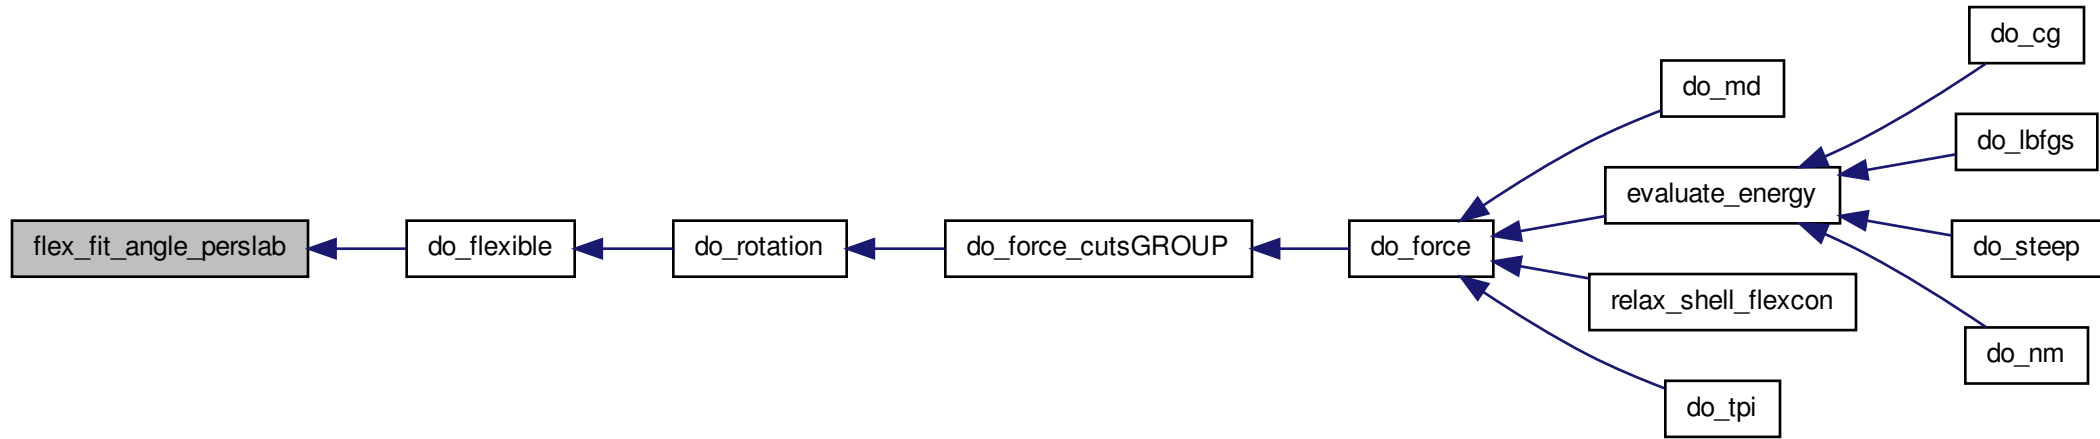 flex_fit_angle_perslab
do_flexible
do_rotation
do_force_cutsGROUP
do_force
do_md
evaluate_energy
relax_shell_flexcon
do_tpi
do_cg
do_lbfgs
do_steep
do_nm